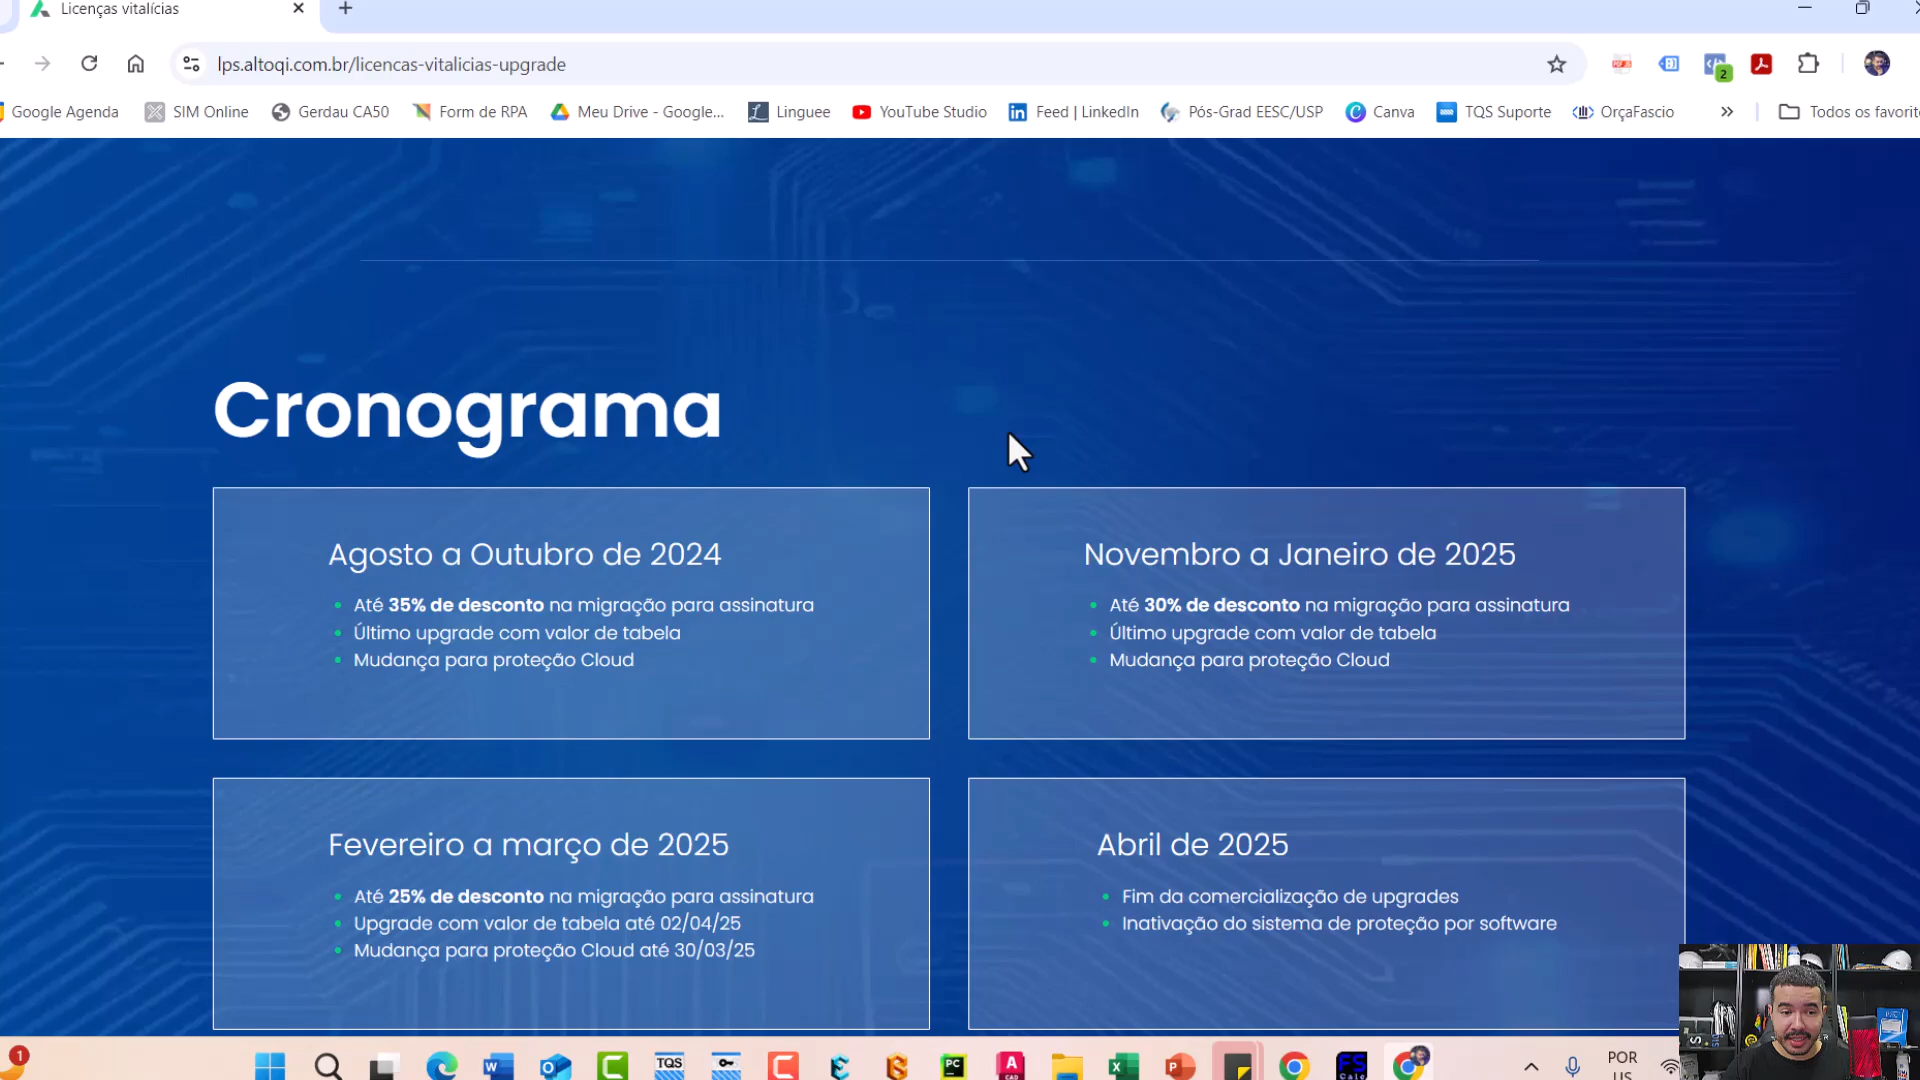 Licenças vitalícias
lps.altoqi.com.br/licencas-vitalicias-upgrade
2
Google Agenda
SIM Online
Gerdau CA50
Form de RPA
Meu Drive - Google...
Linguee
YouTube Studio
Feed | LinkedIn
Pós-Grad EESC/USP
Canva
TQS Suporte
OrçaFascio
Todos os favorit
Cronograma
Agosto a Outubro de 2024
Até 35% de desconto na migração para assinatura
Último upgrade com valor de tabela
Mudança para proteção Cloud
Novembro a Janeiro de 2025
Até 30% de desconto na migração para assinatura
Último upgrade com valor de tabela
Mudança para proteção Cloud
Fevereiro a março de 2025
Até 25% de desconto na migração para assinatura
Upgrade com valor de tabela até 02/04/25
Mudança para proteção Cloud até 30/03/25
Abril de 2025
Fim da comercialização de upgrades
Inativação do sistema de proteção por software
1
TQS
POR
US